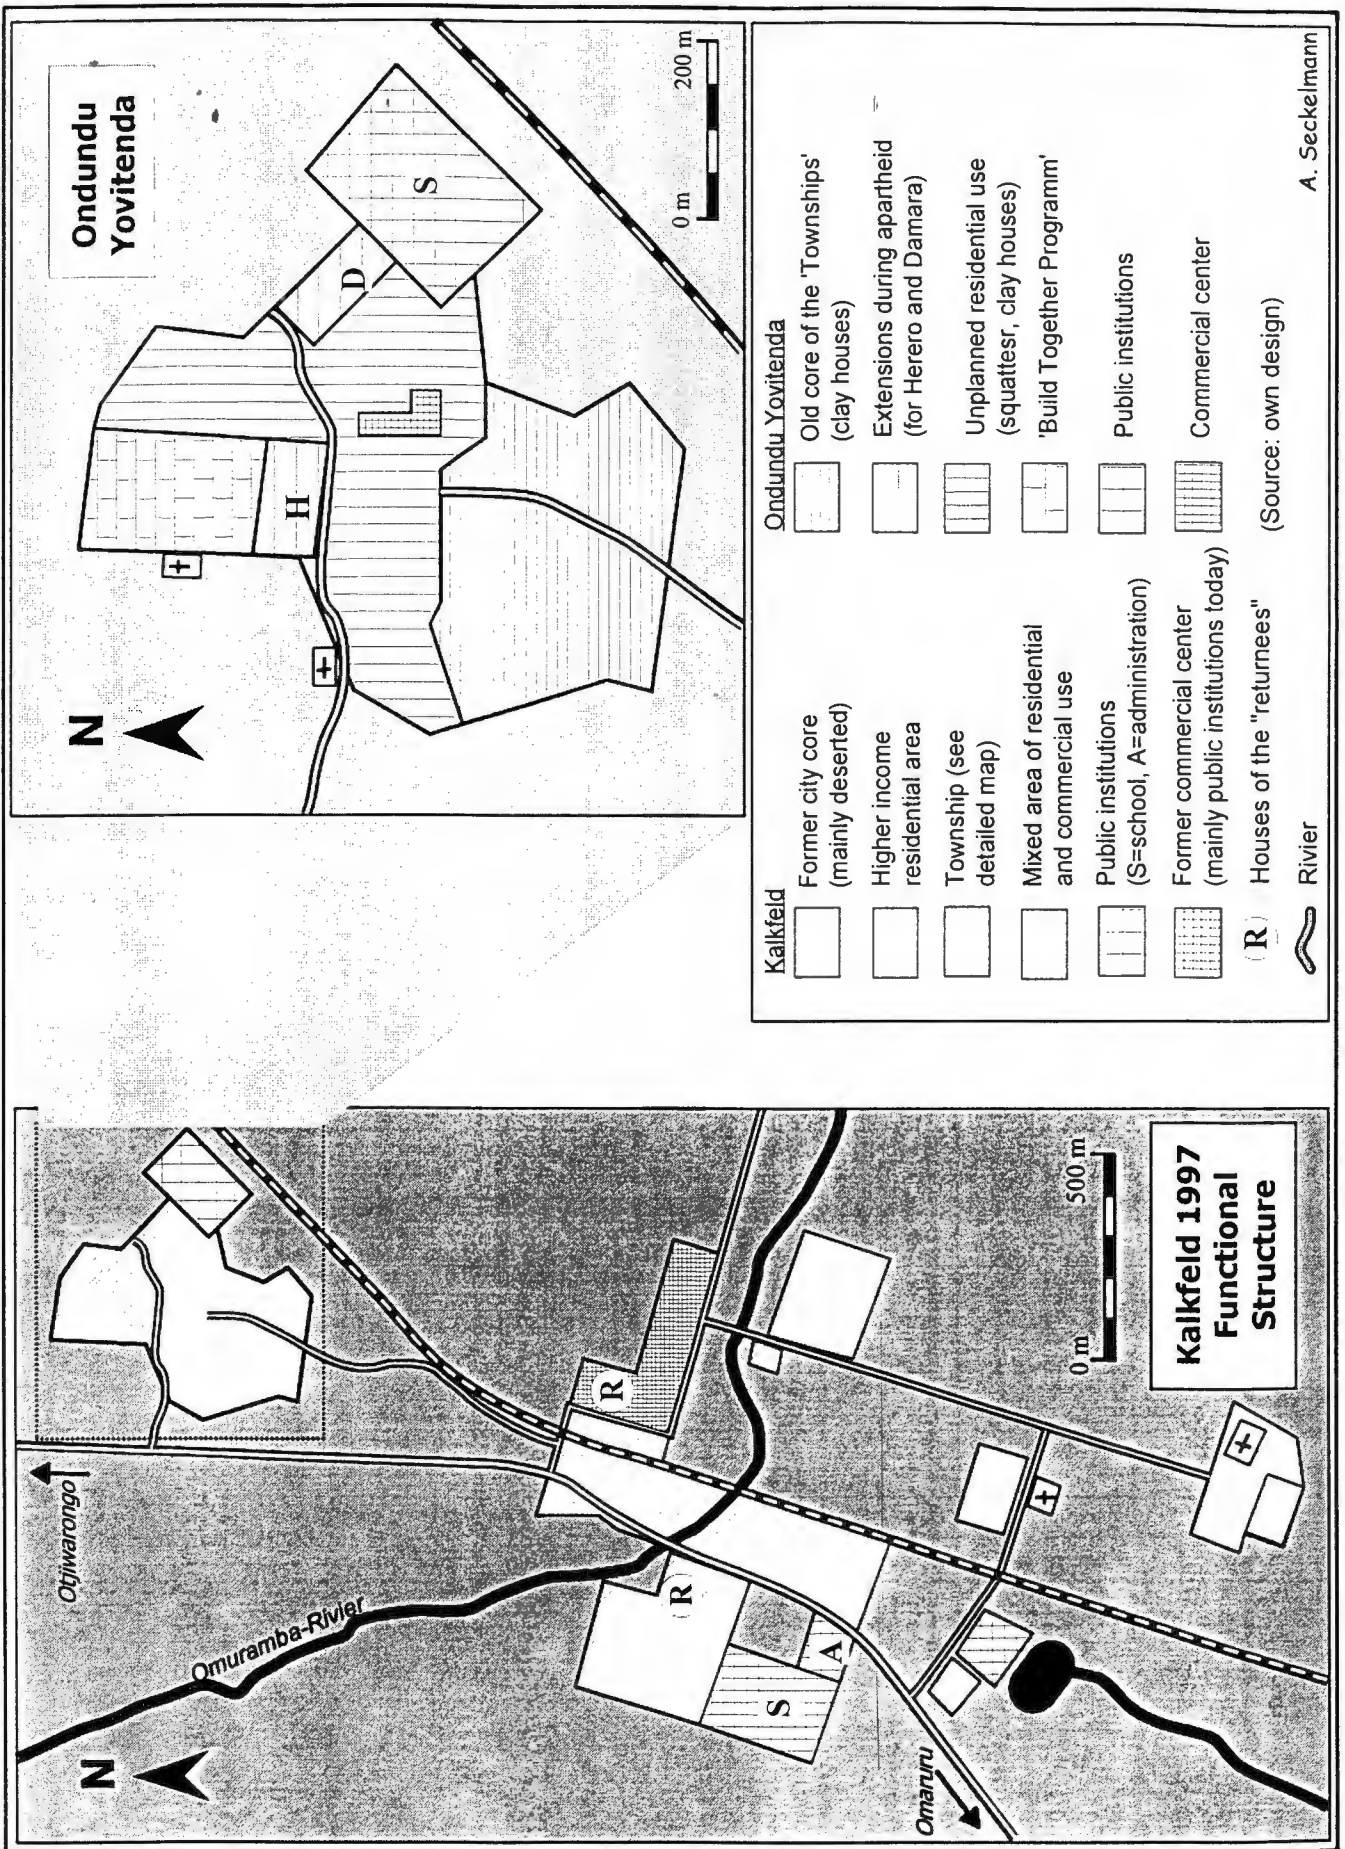 Otjiwarongo
Omuramba-Rivier
N
R
R
S
A
Omaruru
0 m
500 m
Kalkfeld 1997
Functional
Structure
N
Ondundu
Yovitenda
H
D
S
0 m
200 m
Kalkfeld
Former city core
(mainly deserted)
Higher income
residential area
Township (see
detailed map)
Mixed area of residential
and commercial use
Public institutions
(S=school, A=administration)
Former commercial center
(mainly public institutions today)
(R)
Houses of the "returnees"
Rivier
Ondundu Yovitenda
Old core of the 'Townships'
(clay houses)
Extensions during apartheid
(for Herero and Damara)
Unplanned residential use
(squattesr, clay houses)
'Build Together Programm'
Public institutions
Commercial center
(Source: own design)
A. Seckelmann